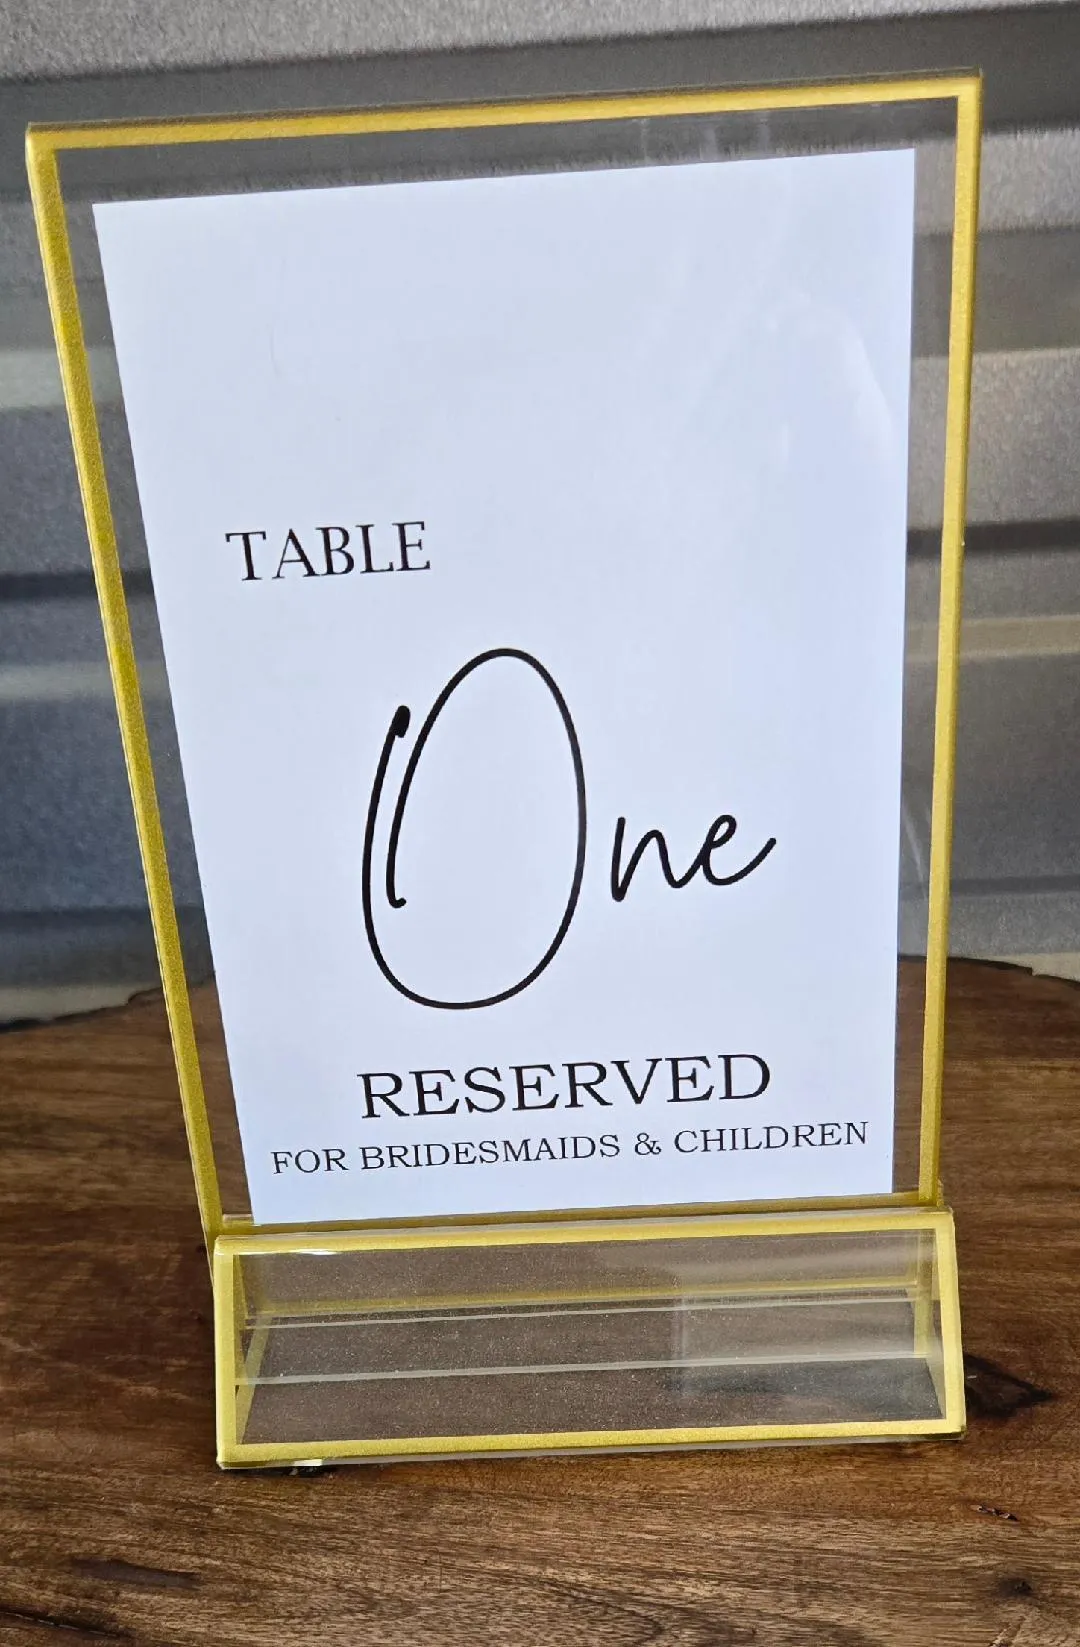 TABLE
One
RESERVED
FOR BRIDESMAIDS & CHILDREN